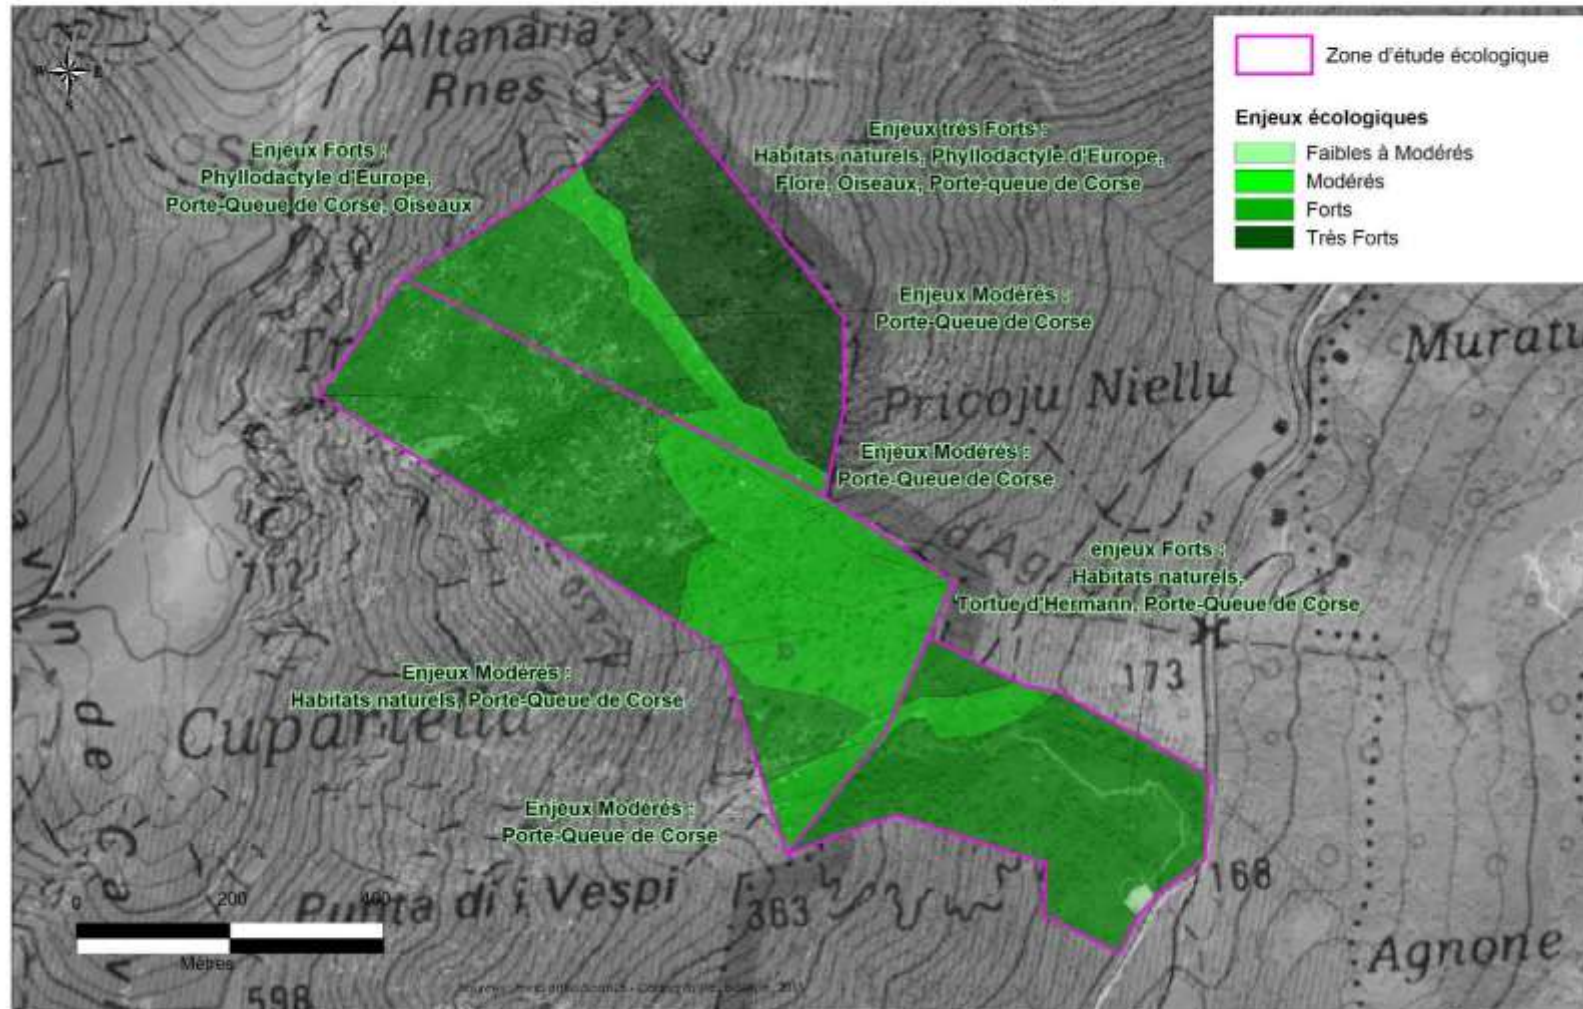 Altanaria
Rnes
W E
S
Zone d'étude écologique
Enjeux écologiques
Faibles à Modérés
Modérés
Forts
Très Forts
Enjeux Forts :
Phyllodactyle d'Europe,
Porte-Queue de Corse, Oiseaux
Enjeux très Forts :
Habitats naturels, Phyllodactyle d'Europe,
Flore, Oiseaux, Porte-queue de Corse
Enjeux Modérés :
Porte-Queue de Corse
Muratu
Pricoju Niellu
Enjeux Modérés :
Porte-Queue de Corse
enjeux Forts :
Habitats naturels,
Tortue d'Hermann, Porte-Queue de Corse
712
173
Enjeux Modérés :
Habitats naturels, Porte-Queue de Corse
Cupartella
Enjeux Modérés :
Porte-Queue de Corse
168
Punta di i Vespi
363
0 200 400
Mètres
Agnone
598